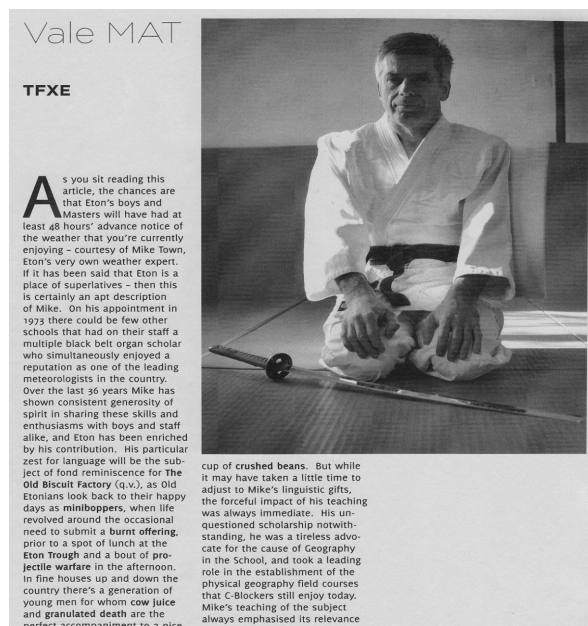 Vale MAT
TFXE
As you sit reading this
article, the chances are
that Eton's boys and
Masters will have had at
least 48 hours' advance notice of
the weather that you're currently
enjoying – courtesy of Mike Town,
Eton's very own weather expert.
If it has been said that Eton is a
place of superlatives – then this
is certainly an apt description
of Mike. On his appointment in
1973 there could be few other
schools that had on their staff a
multiple black belt organ scholar
who simultaneously enjoyed a
reputation as one of the leading
meteorologists in the country.
Over the last 36 years Mike has
shown consistent generosity of
spirit in sharing these skills and
enthusiasms with boys and staff
alike, and Eton has been enriched
by his contribution. His particular
zest for language will be the sub-
ject of fond reminiscence for The
Old Biscuit Factory (q.v.), as Old
Etonians look back to their happy
days as miniboppers, when life
revolved around the occasional
need to submit a burnt offering,
prior to a spot of lunch at the
Eton Trough and a bout of pro-
jectile warfare in the afternoon.
In fine houses up and down the
country there's a generation of
young men for whom cow juice
and granulated death are the
perfect accompaniment to a nice
cup of crushed beans. But while
it may have taken a little time to
adjust to Mike's linguistic gifts,
the forceful impact of his teaching
was always immediate. His un-
questioned scholarship notwith-
standing, he was a tireless advo-
cate for the cause of Geography
in the School, and took a leading
role in the establishment of the
physical geography field courses
that C-Blockers still enjoy today.
Mike's teaching of the subject
always emphasised its relevance